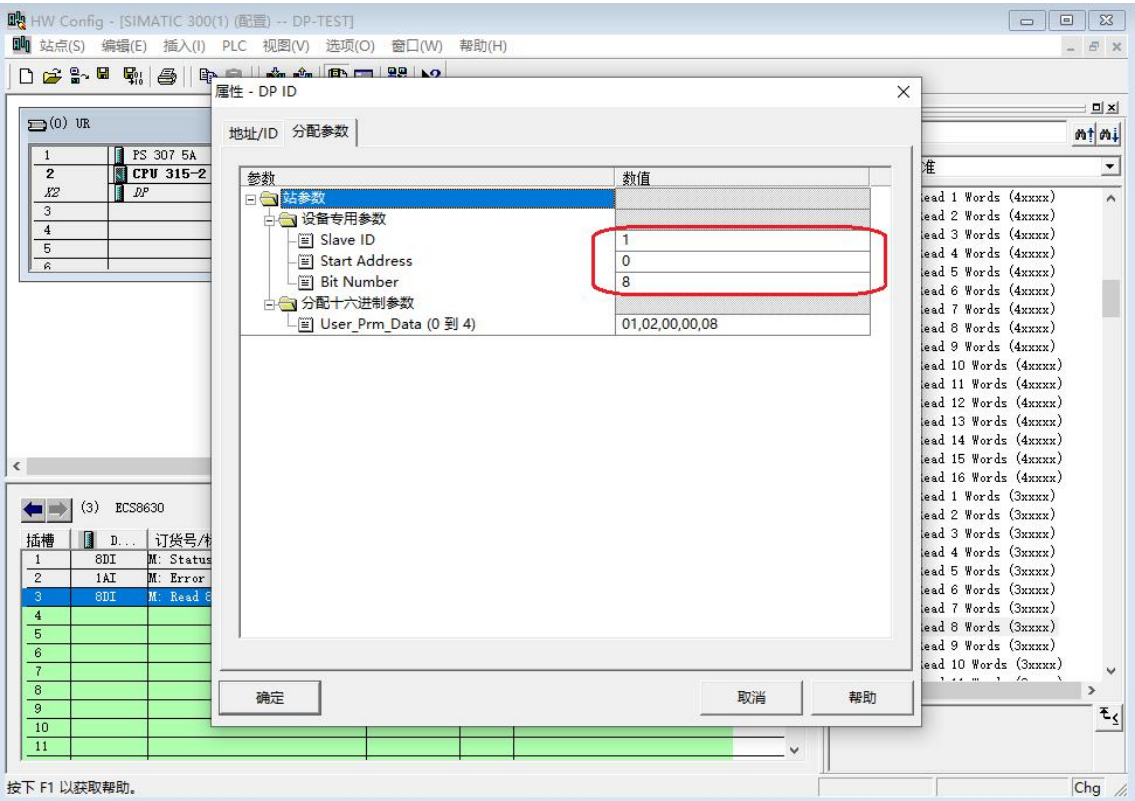 HW Config - [SIMATIC 300(1) (配置) -- DP-TEST]
站点(S) 编辑(E) 插入(I) PLC 视图(V) 选项(O) 窗口(W) 帮助(H)
属性 - DP ID
地址/ID 分配参数
参数 数值
站参数
设备专用参数
Slave ID 1
Start Address 0
Bit Number 8
分配十六进制参数
User_Prm_Data (0 到 4) 01,02,00,00,08
确定 取消 帮助
(0) UR
1 PS 307 5A
2 CPU 315-2
X2 DP
3
4
5
6
(3) ECS8630
插槽 D... 订货号/
1 8DI M: Status
2 1AI M: Error
3 8DI M: Read 8
4
5
6
7
8
9
10
11
准
ead 1 Words (4xxxx)
ead 2 Words (4xxxx)
ead 3 Words (4xxxx)
ead 4 Words (4xxxx)
ead 5 Words (4xxxx)
ead 6 Words (4xxxx)
ead 7 Words (4xxxx)
ead 8 Words (4xxxx)
ead 9 Words (4xxxx)
ead 10 Words (4xxxx)
ead 11 Words (4xxxx)
ead 12 Words (4xxxx)
ead 13 Words (4xxxx)
ead 14 Words (4xxxx)
ead 15 Words (4xxxx)
ead 16 Words (4xxxx)
ead 1 Words (3xxxx)
ead 2 Words (3xxxx)
ead 3 Words (3xxxx)
ead 4 Words (3xxxx)
ead 5 Words (3xxxx)
ead 6 Words (3xxxx)
ead 7 Words (3xxxx)
ead 8 Words (3xxxx)
ead 9 Words (3xxxx)
ead 10 Words (3xxxx)
按下 F1 以获取帮助。 Chg